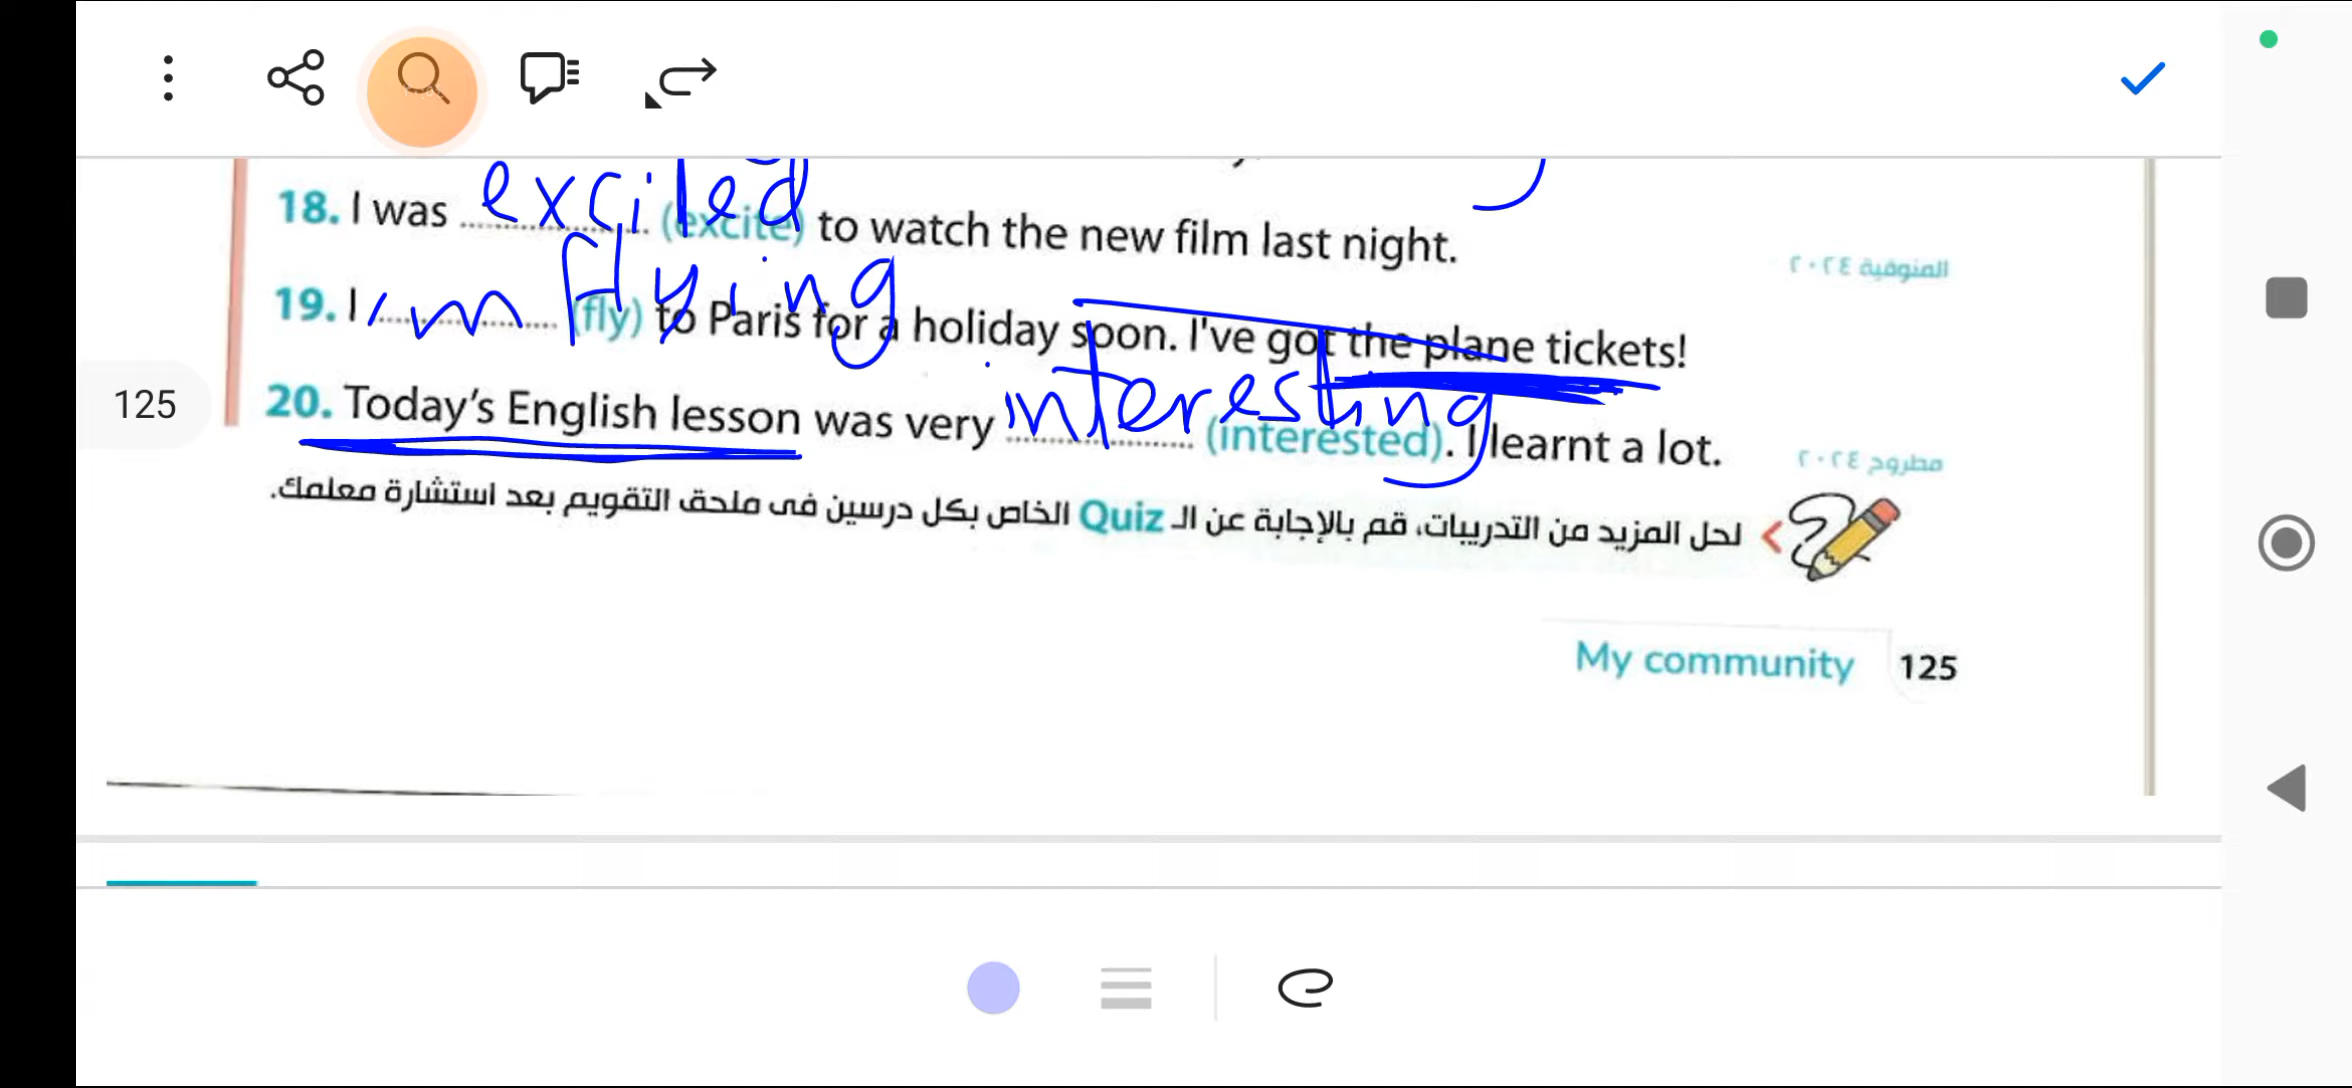 18. I was excited (excite) to watch the new film last night.
المنوفية ٢٠٢٤
19. I 'm flying (fly) to Paris for a holiday soon. I've got the plane tickets!
125
20. Today's English lesson was very interesting (interested). I learnt a lot.
مطروح ٢٠٢٤
لحل المزيد من التدريبات، قم بالإجابة عن الـ Quiz الخاص بكل درسين فى ملحق التقويم بعد استشارة معلمك.
My community 125